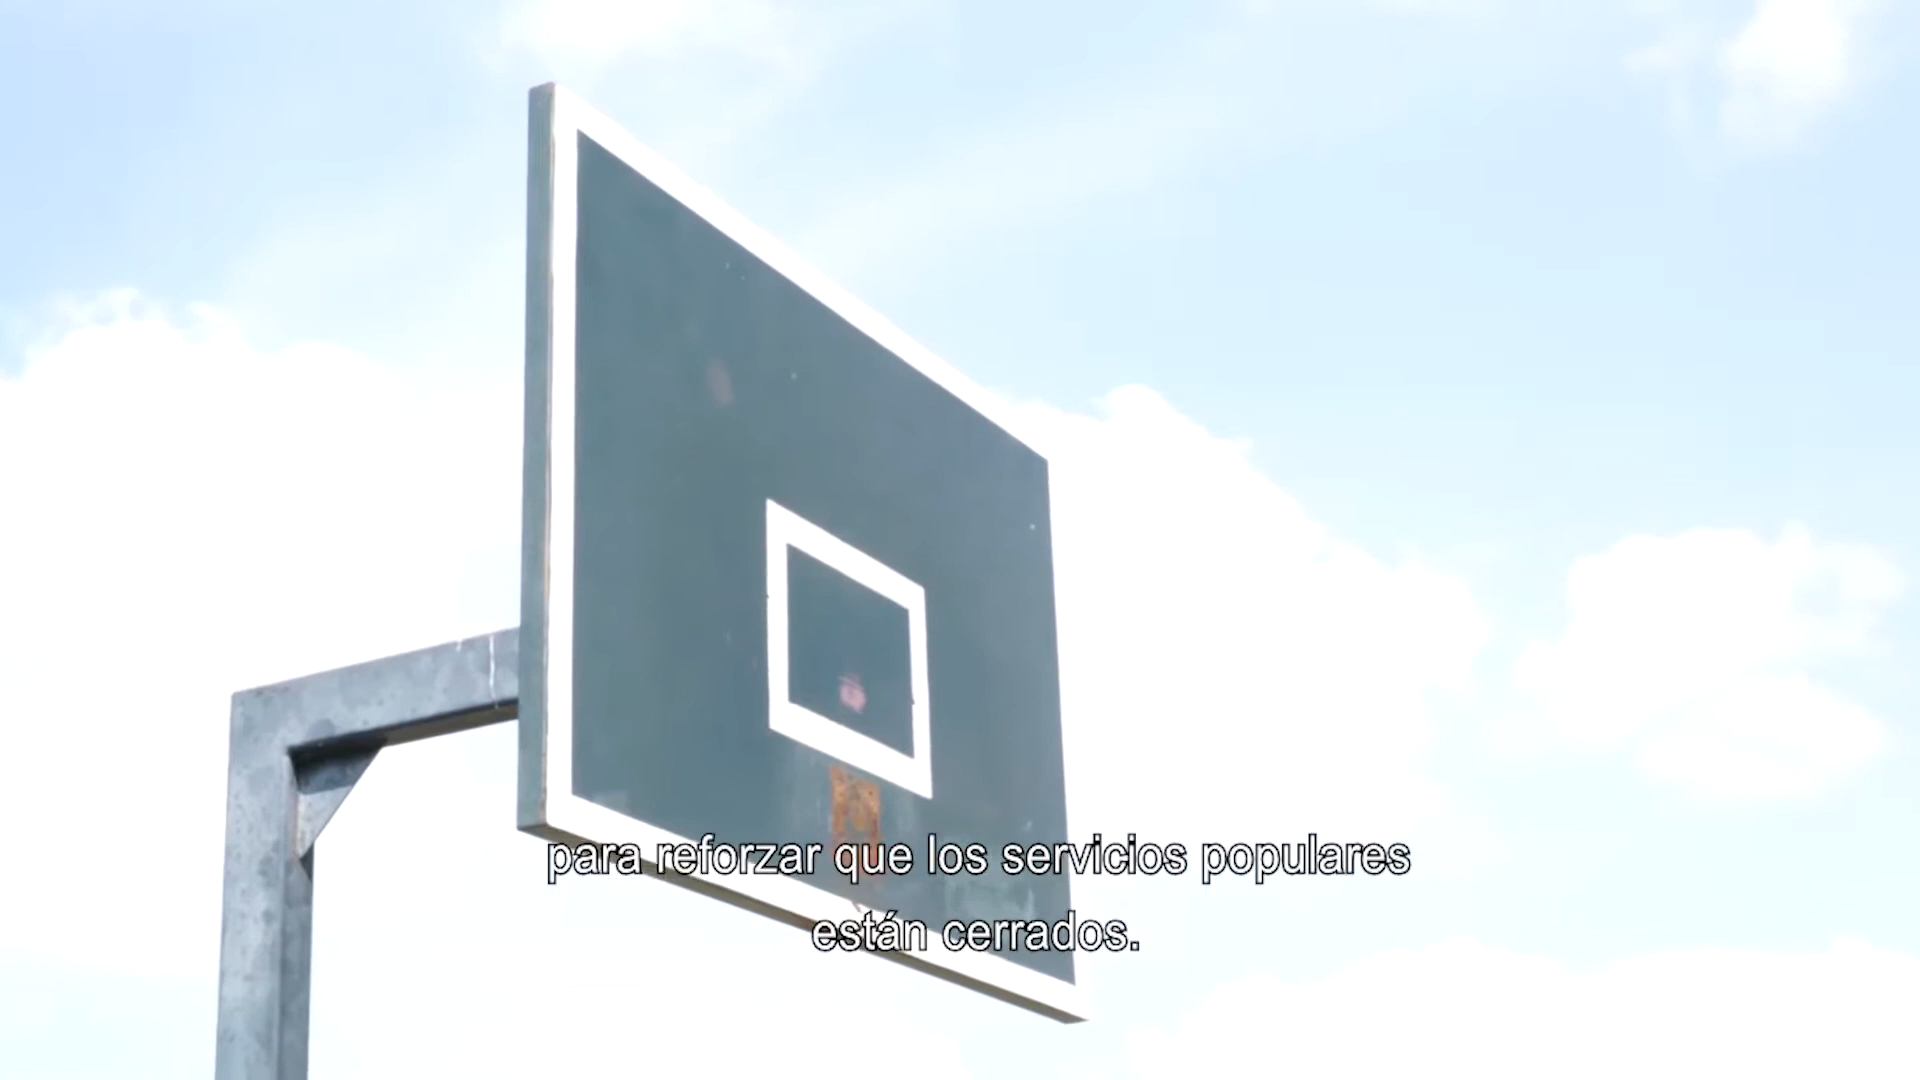 para reforzar que los servicios populares
están cerrados.